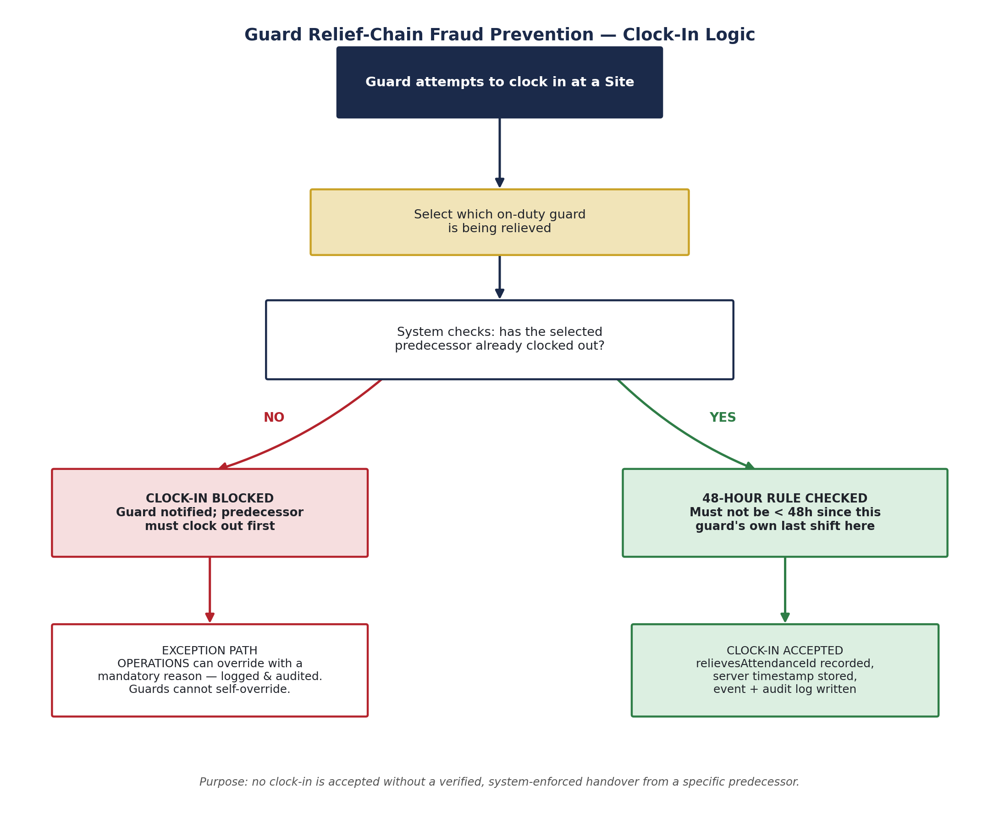 Guard Relief-Chain Fraud Prevention — Clock-In Logic
Guard attempts to clock in at a Site
Select which on-duty guard
is being relieved
System checks: has the selected
predecessor already clocked out?
NO
YES
CLOCK-IN BLOCKED
Guard notified; predecessor
must clock out first
48-HOUR RULE CHECKED
Must not be < 48h since this
guard's own last shift here
EXCEPTION PATH
OPERATIONS can override with a
mandatory reason — logged & audited.
Guards cannot self-override.
CLOCK-IN ACCEPTED
relievesAttendanceId recorded,
server timestamp stored,
event + audit log written
Purpose: no clock-in is accepted without a verified, system-enforced handover from a specific predecessor.